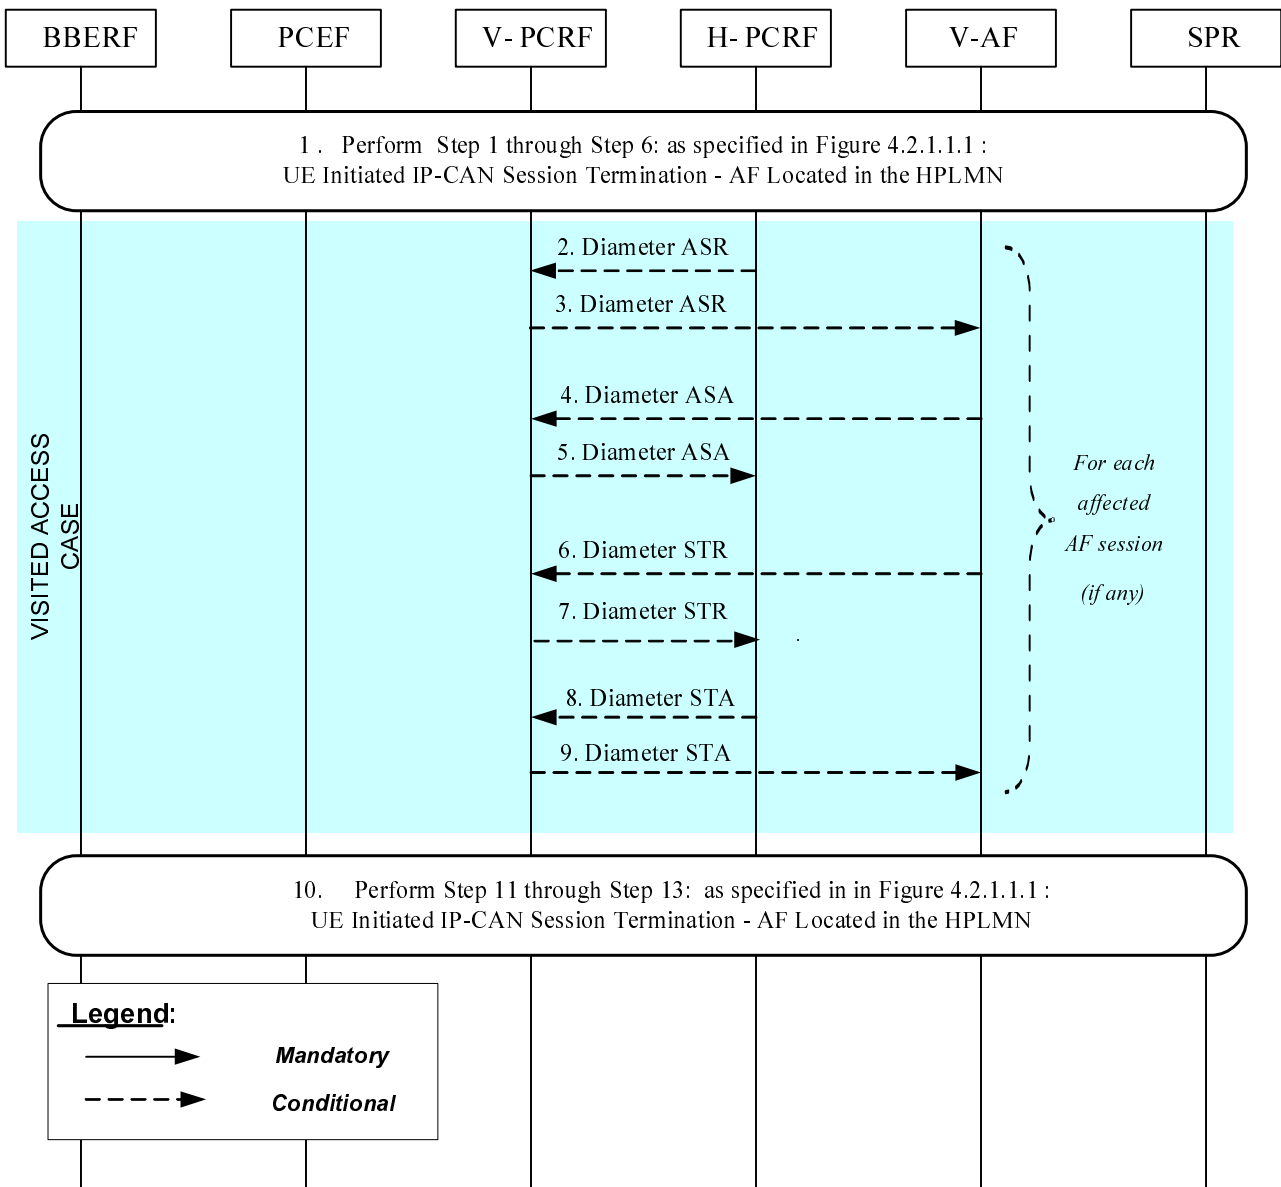 BBERF
PCEF
V- PCRF
H- PCRF
V-AF
SPR
1 . Perform Step 1 through Step 6: as specified in Figure 4.2.1.1.1 :
UE Initiated IP-CAN Session Termination - AF Located in the HPLMN
VISITED ACCESS
CASE
2. Diameter ASR
3. Diameter ASR
4. Diameter ASA
5. Diameter ASA
6. Diameter STR
7. Diameter STR
8. Diameter STA
9. Diameter STA
For each
affected
AF session
(if any)
10. Perform Step 11 through Step 13: as specified in in Figure 4.2.1.1.1 :
UE Initiated IP-CAN Session Termination - AF Located in the HPLMN
Legend:
Mandatory
Conditional